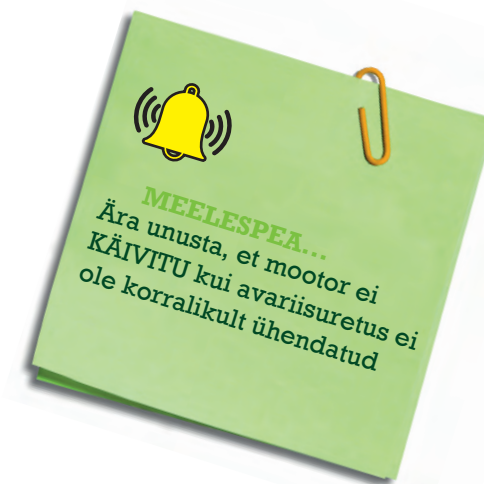 MEELESPEA...
Ära unusta, et mootor ei
KÄIVITU kui avariisuretus ei
ole korralikult ühendatud